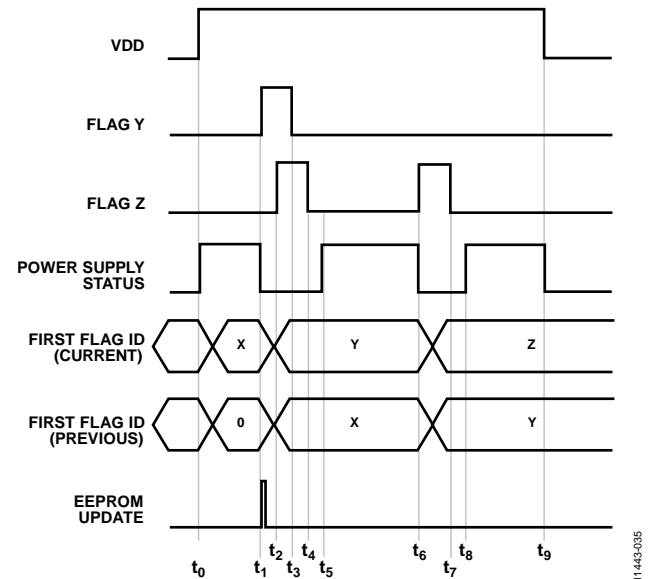 VDD
FLAG Y
FLAG Z
POWER SUPPLY
STATUS
FIRST FLAG ID
(CURRENT)
X
Y
Z
FIRST FLAG ID
(PREVIOUS)
0
X
Y
EEPROM
UPDATE
t0
t1
t2
t3
t4
t5
t6
t7
t8
t9
11443-035